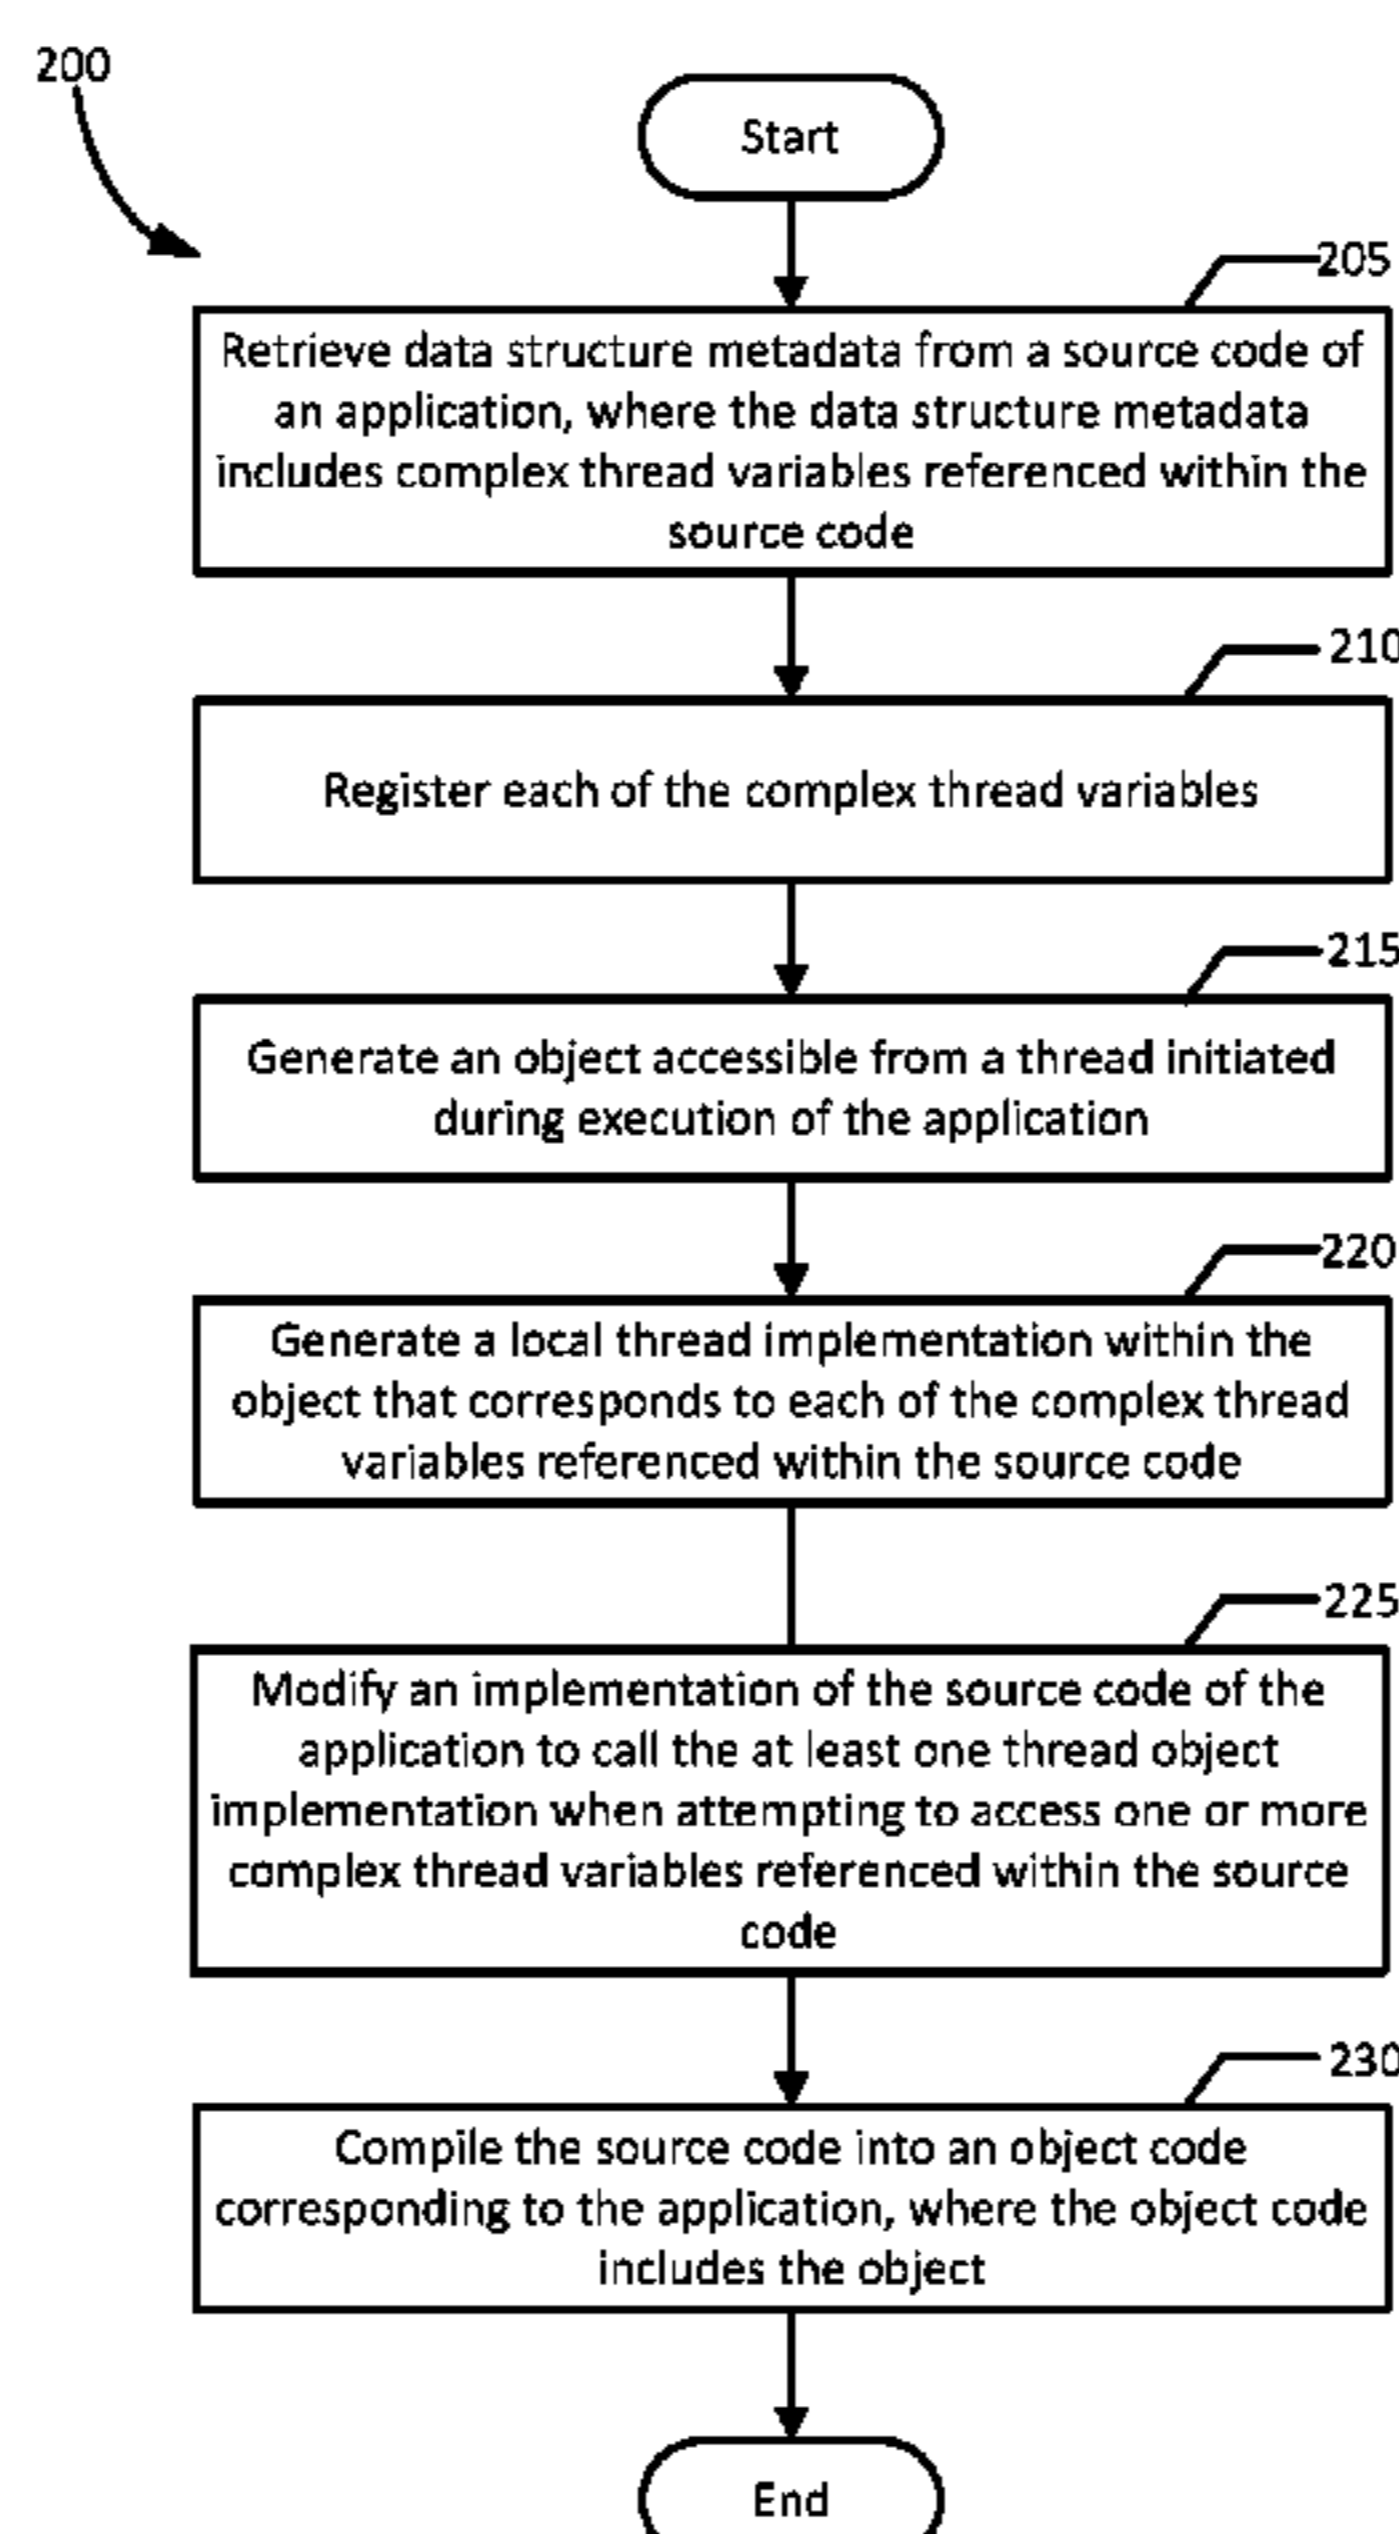 200
Start
205
Retrieve data structure metadata from a source code of
an application, where the data structure metadata
includes complex thread variables referenced within the
source code
210
Register each of the complex thread variables
215
Generate an object accessible from a thread initiated
during execution of the application
220
Generate a local thread implementation within the
object that corresponds to each of the complex thread
variables referenced within the source code
225
Modify an implementation of the source code of the
application to call the at least one thread object
implementation when attempting to access one or more
complex thread variables referenced within the source
code
230
Compile the source code into an object code
corresponding to the application, where the object code
includes the object
End